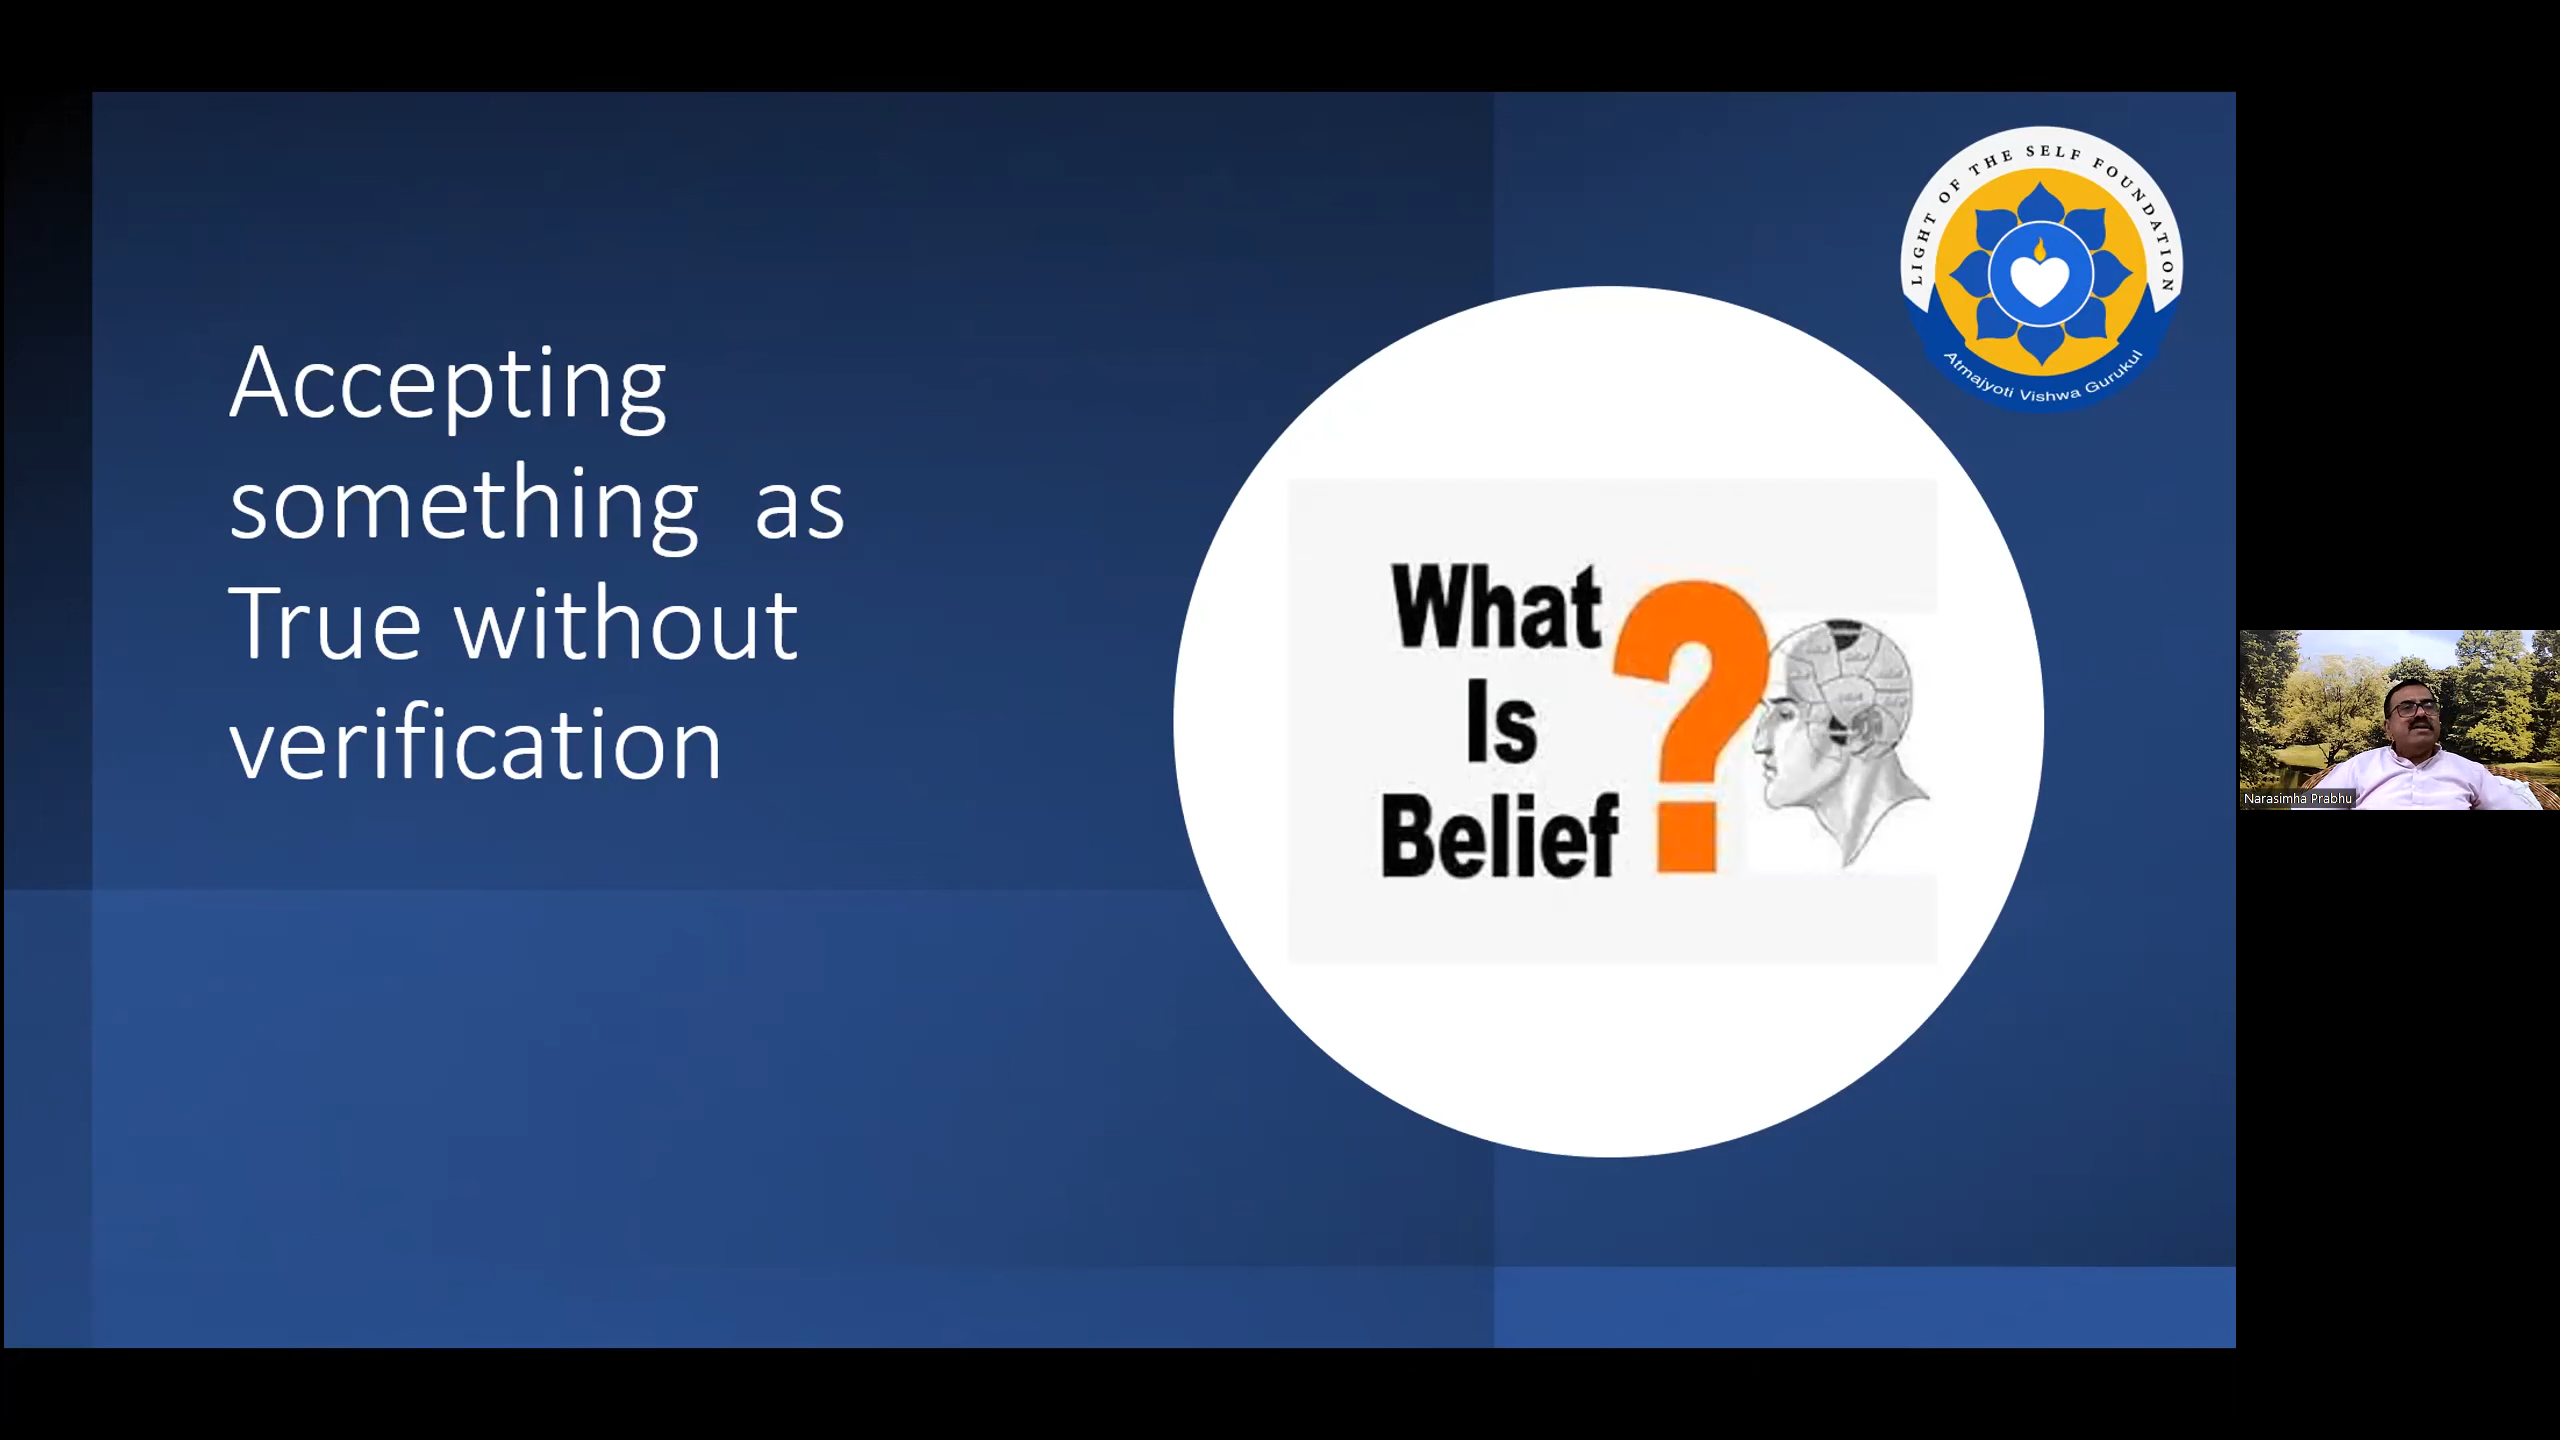 Accepting
something  as
True without
verification
LIGHT OF THE SELF FOUNDATION
Atmajyoti Vishwa Gurukul
What
Is
Belief
?
Narasimha Prabhu